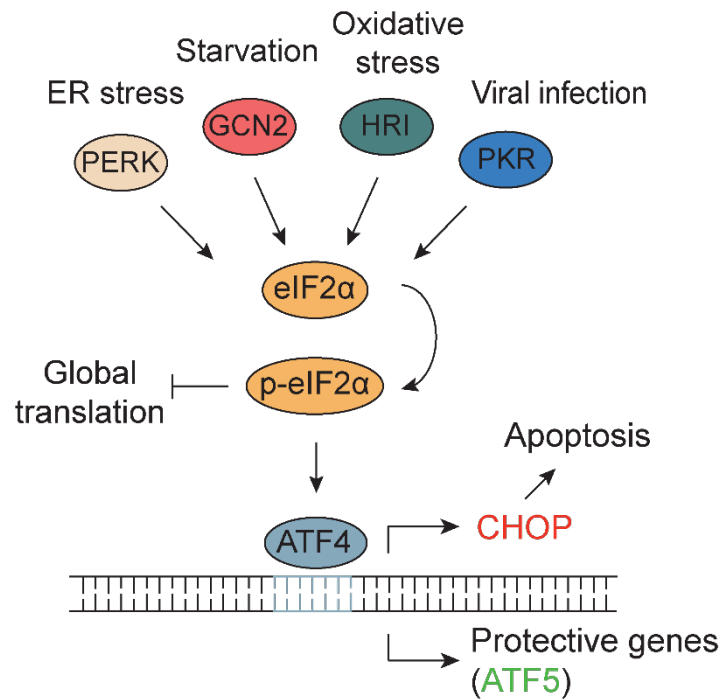 Oxidative
stress
Starvation
ER stress
Viral infection
GCN2
HRI
PERK
PKR
eIF2α
p-eIF2α
Global
translation
Apoptosis
CHOP
ATF4
Protective genes
(ATF5)